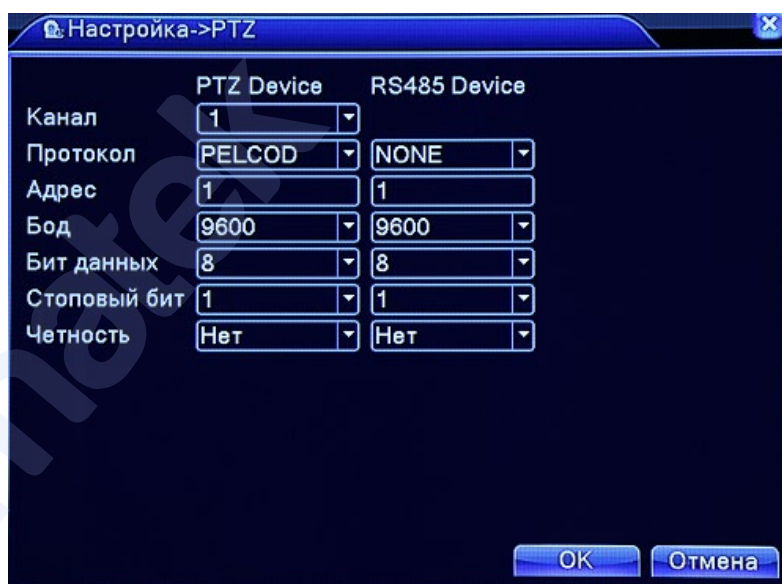 Настройка->PTZ
PTZ Device RS485 Device
Канал 1
Протокол PELCOD NONE
Адрес 1 1
Бод 9600 9600
Бит данных 8 8
Стоповый бит 1 1
Четность Нет Нет
OK Отмена